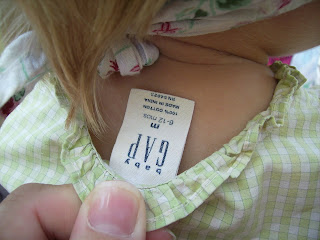 baby
GAP
M
6-12 mos
100% COTTON
MADE IN INDIA